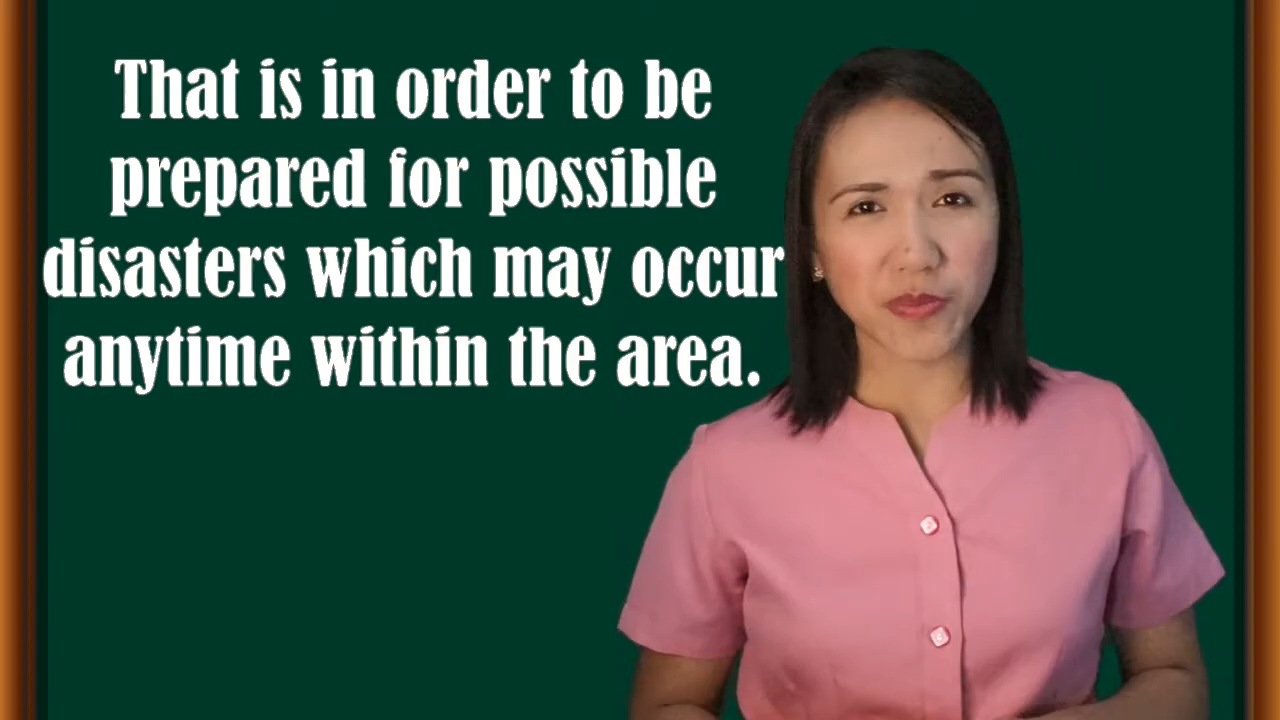 That is in order to be
prepared for possible
disasters which may occur
anytime within the area.